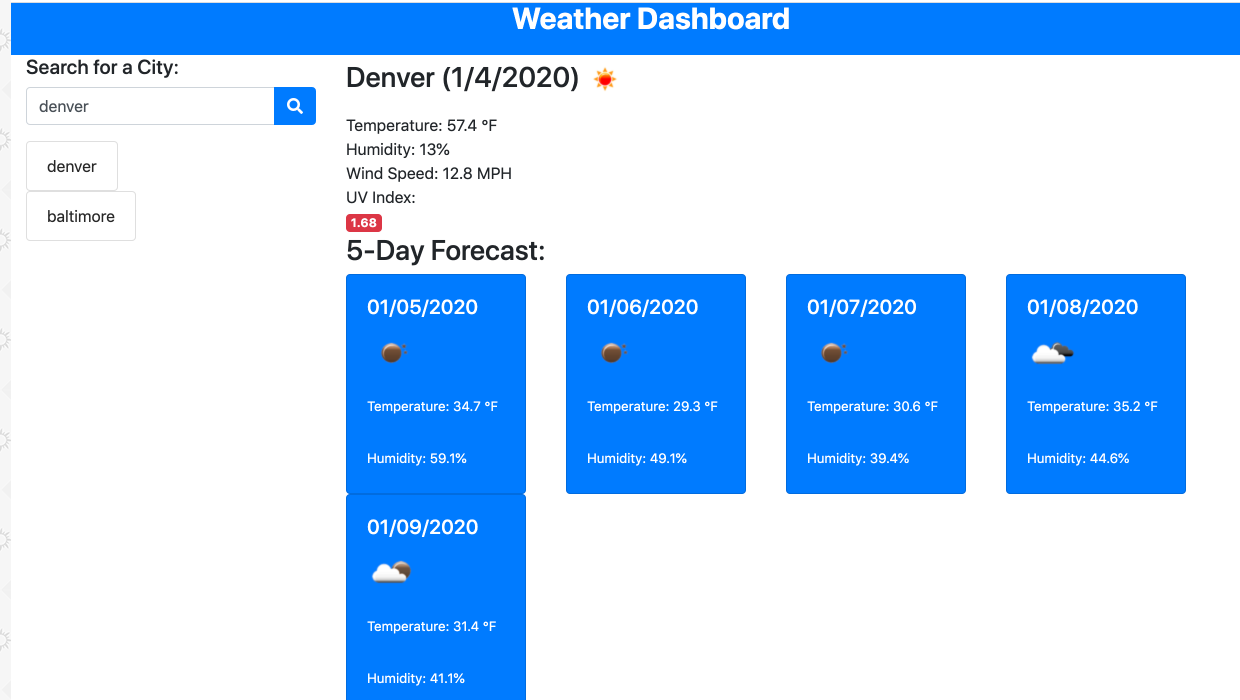 Weather Dashboard
Search for a City:
denver
denver
baltimore
Denver (1/4/2020)
Temperature: 57.4 °F
Humidity: 13%
Wind Speed: 12.8 MPH
UV Index:
1.68
5-Day Forecast:
01/05/2020
Temperature: 34.7 °F
Humidity: 59.1%
01/06/2020
Temperature: 29.3 °F
Humidity: 49.1%
01/07/2020
Temperature: 30.6 °F
Humidity: 39.4%
01/08/2020
Temperature: 35.2 °F
Humidity: 44.6%
01/09/2020
Temperature: 31.4 °F
Humidity: 41.1%